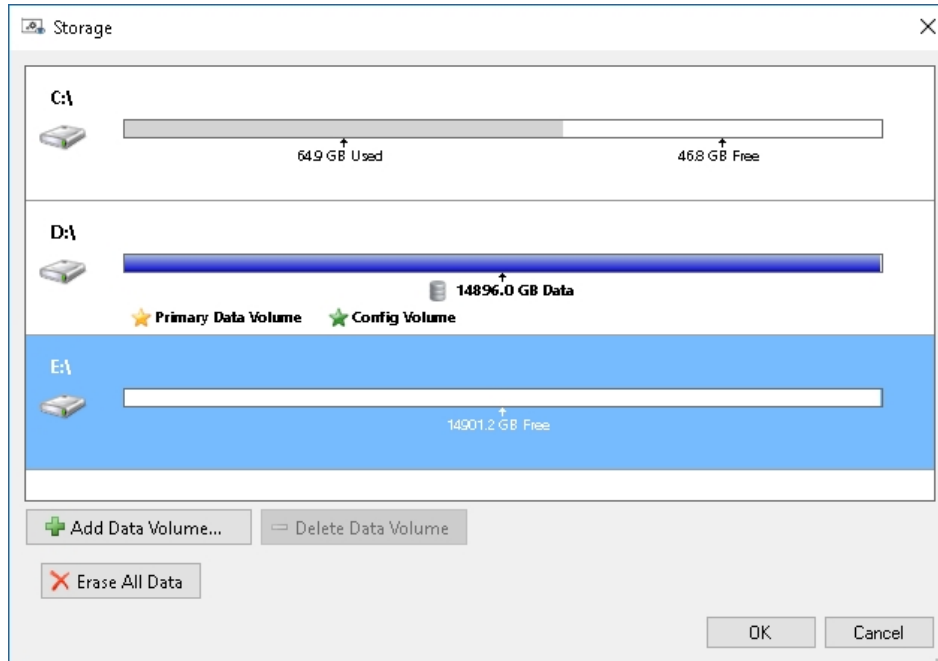 Storage
C:\
64.9 GB Used
46.8 GB Free
D:\
14896.0 GB Data
Primary Data Volume
Config Volume
E:\
14901.2 GB Free
Add Data Volume...
Delete Data Volume
Erase All Data
OK
Cancel